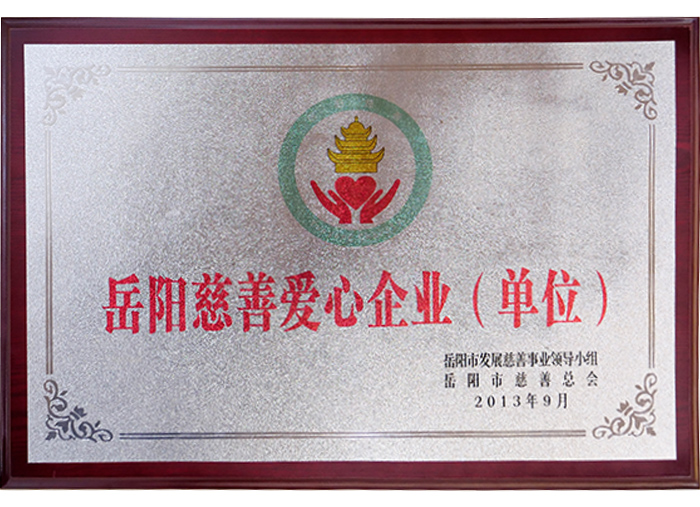 岳阳慈善爱心企业（单位）
岳阳市发展慈善事业领导小组
岳阳市慈善总会
2013年9月